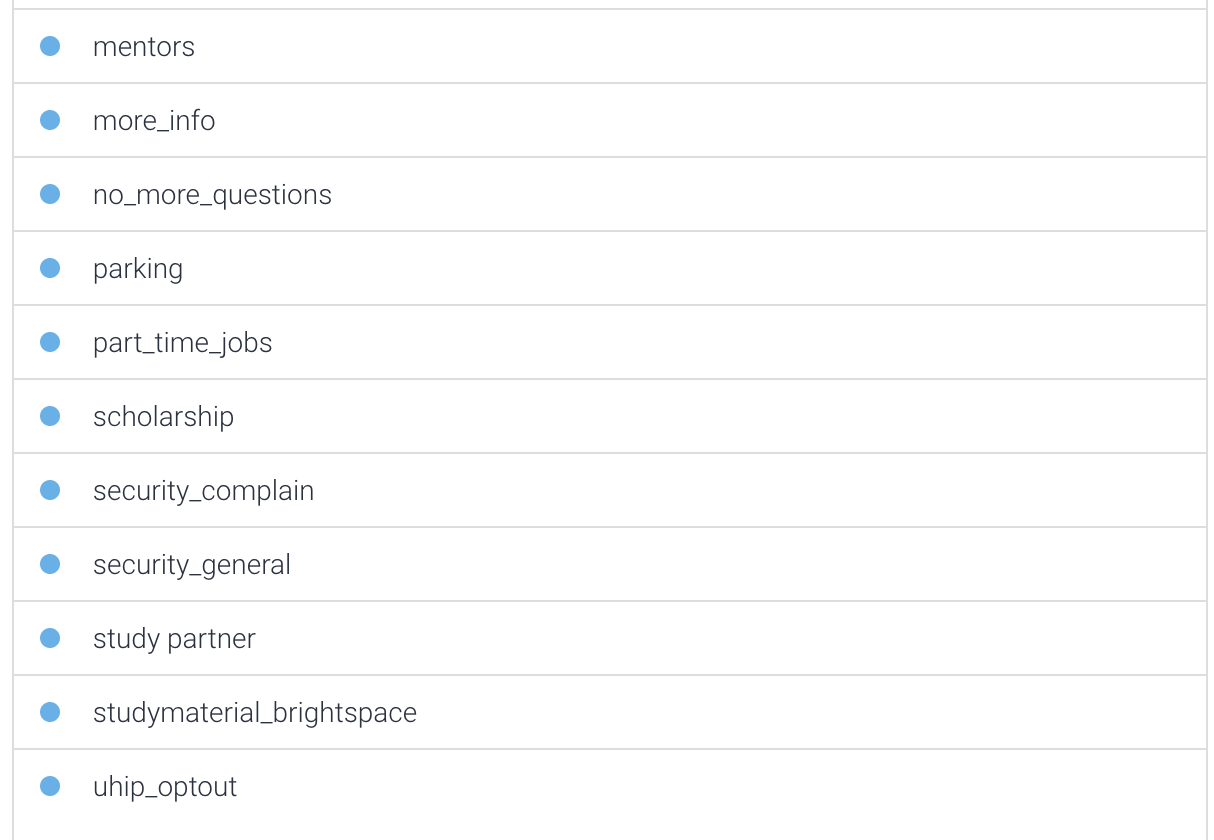 mentors
more_info
no_more_questions
parking
part_time_jobs
scholarship
security_complain
security_general
study partner
studymaterial_brightspace
uhip_optout